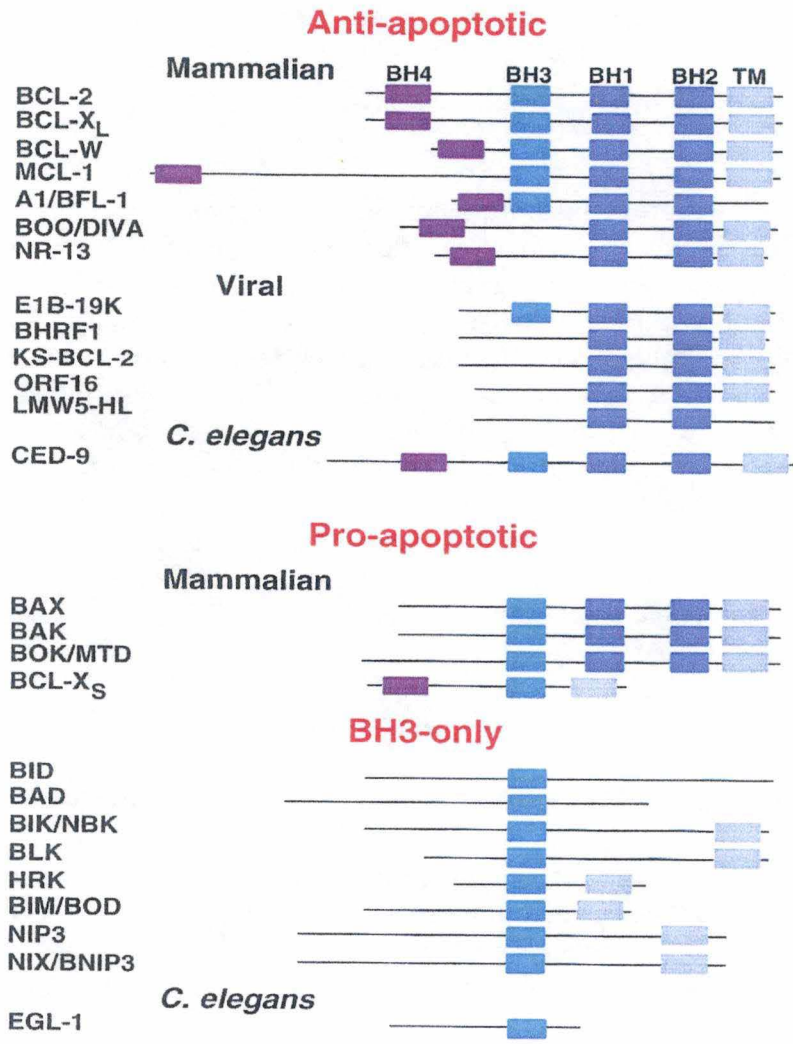 Anti-apoptotic
Mammalian
BH4 BH3 BH1 BH2 TM
BCL-2
BCL-XL
BCL-W
MCL-1
A1/BFL-1
BOO/DIVA
NR-13
Viral
E1B-19K
BHRF1
KS-BCL-2
ORF16
LMW5-HL
C. elegans
CED-9
Pro-apoptotic
Mammalian
BAX
BAK
BOK/MTD
BCL-XS
BH3-only
BID
BAD
BIK/NBK
BLK
HRK
BIM/BOD
NIP3
NIX/BNIP3
C. elegans
EGL-1